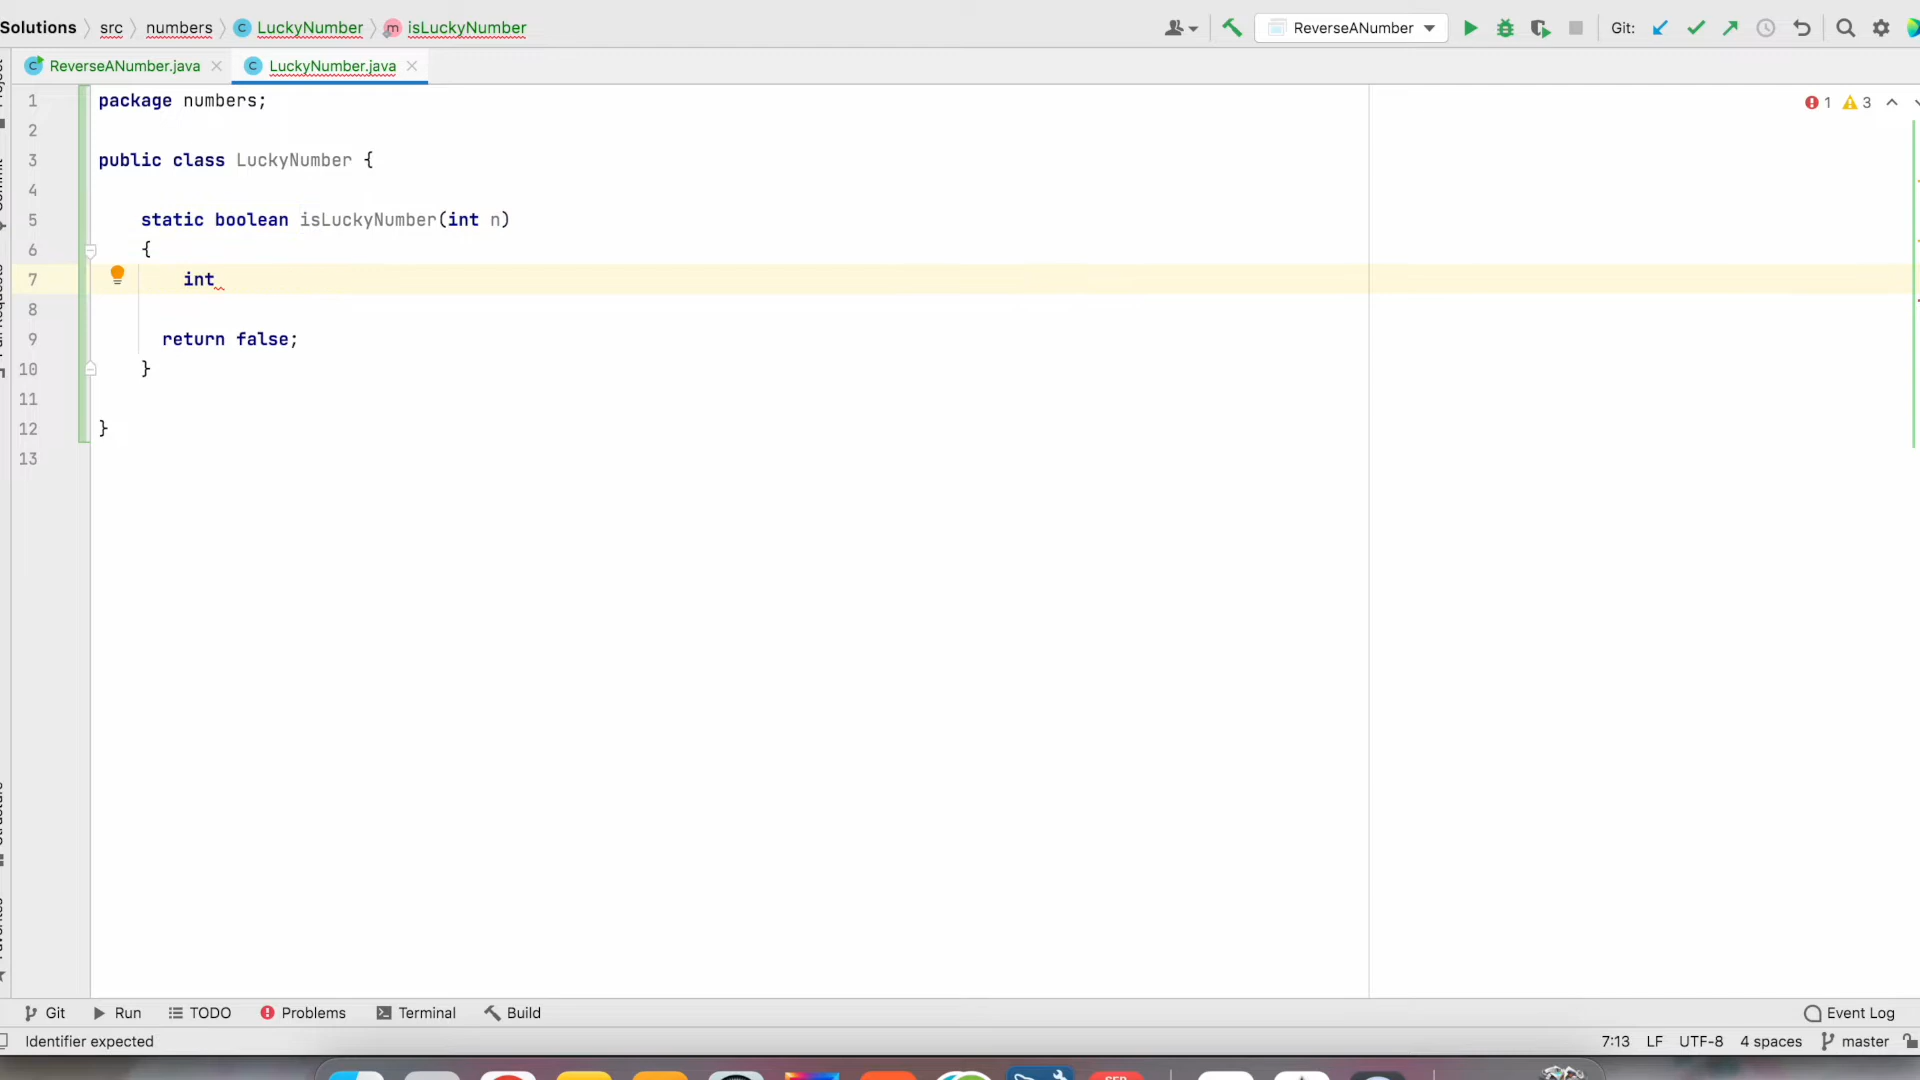 Solutions src numbers LuckyNumber isLuckyNumber ReverseANumber Git:
ReverseANumber.java LuckyNumber.java
1 package numbers; 1 3
2
3 public class LuckyNumber {
4
5 static boolean isLuckyNumber(int n)
6 {
7 int
8
9 return false;
10 }
11
12 }
13
Git Run TODO Problems Terminal Build Event Log
Identifier expected 7:13 LF UTF-8 4 spaces master